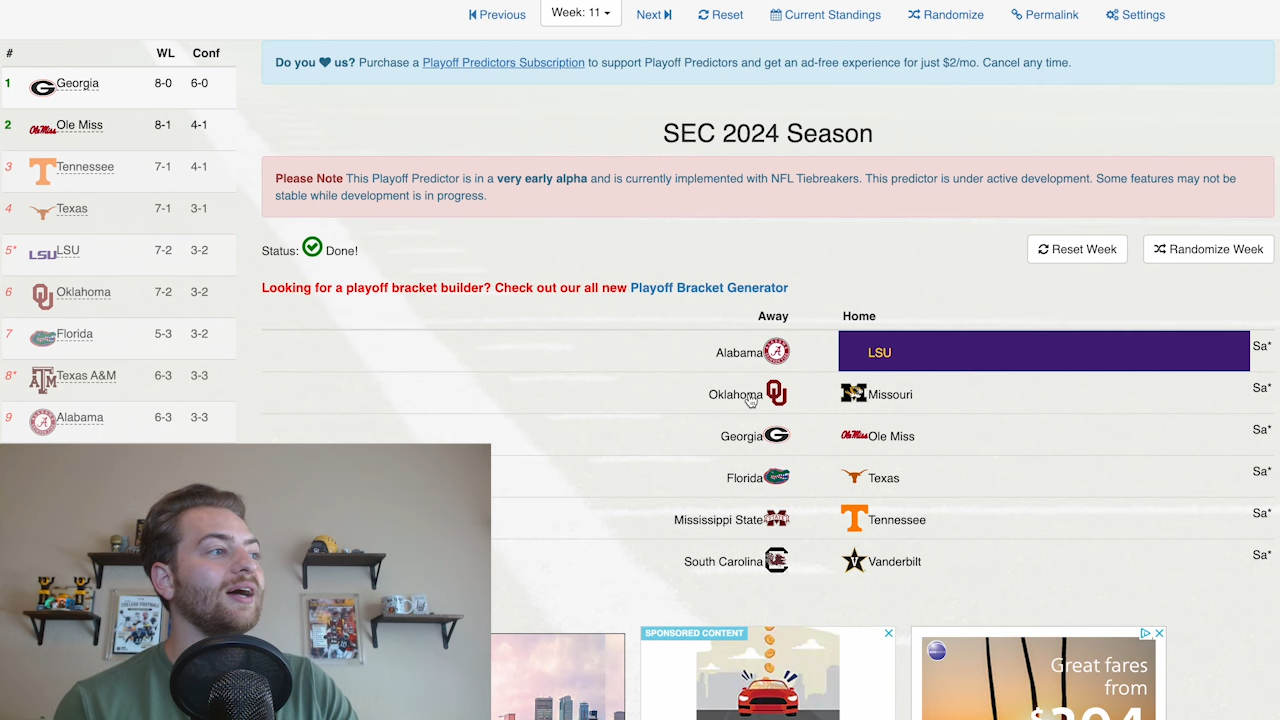 Previous Week: 11 Next Reset Current Standings Randomize Permalink Settings
# WL Conf
1 Georgia 8-0 6-0
2 Ole Miss Ole Miss 8-1 4-1
3 Tennessee 7-1 4-1
4 Texas 7-1 3-1
5* LSU LSU 7-2 3-2
6 Oklahoma 7-2 3-2
7 Florida 5-3 3-2
8* Texas A&M 6-3 3-3
9 Alabama 6-3 3-3
Do you us? Purchase a Playoff Predictors Subscription to support Playoff Predictors and get an ad-free experience for just $2/mo. Cancel any time.
SEC 2024 Season
Please Note This Playoff Predictor is in a very early alpha and is currently implemented with NFL Tiebreakers. This predictor is under active development. Some features may not be
stable while development is in progress.
Status: Done!
Reset Week Randomize Week
Looking for a playoff bracket builder? Check out our all new Playoff Bracket Generator
Away Home
Alabama LSU Sa*
Oklahoma Missouri Sa*
Georgia Ole Miss Ole Miss Sa*
Florida Texas Sa*
Mississippi State Tennessee Sa*
South Carolina Vanderbilt Sa*
COLLEGE FOOTBALL
SPONSORED CONTENT
Great fares
from
$204